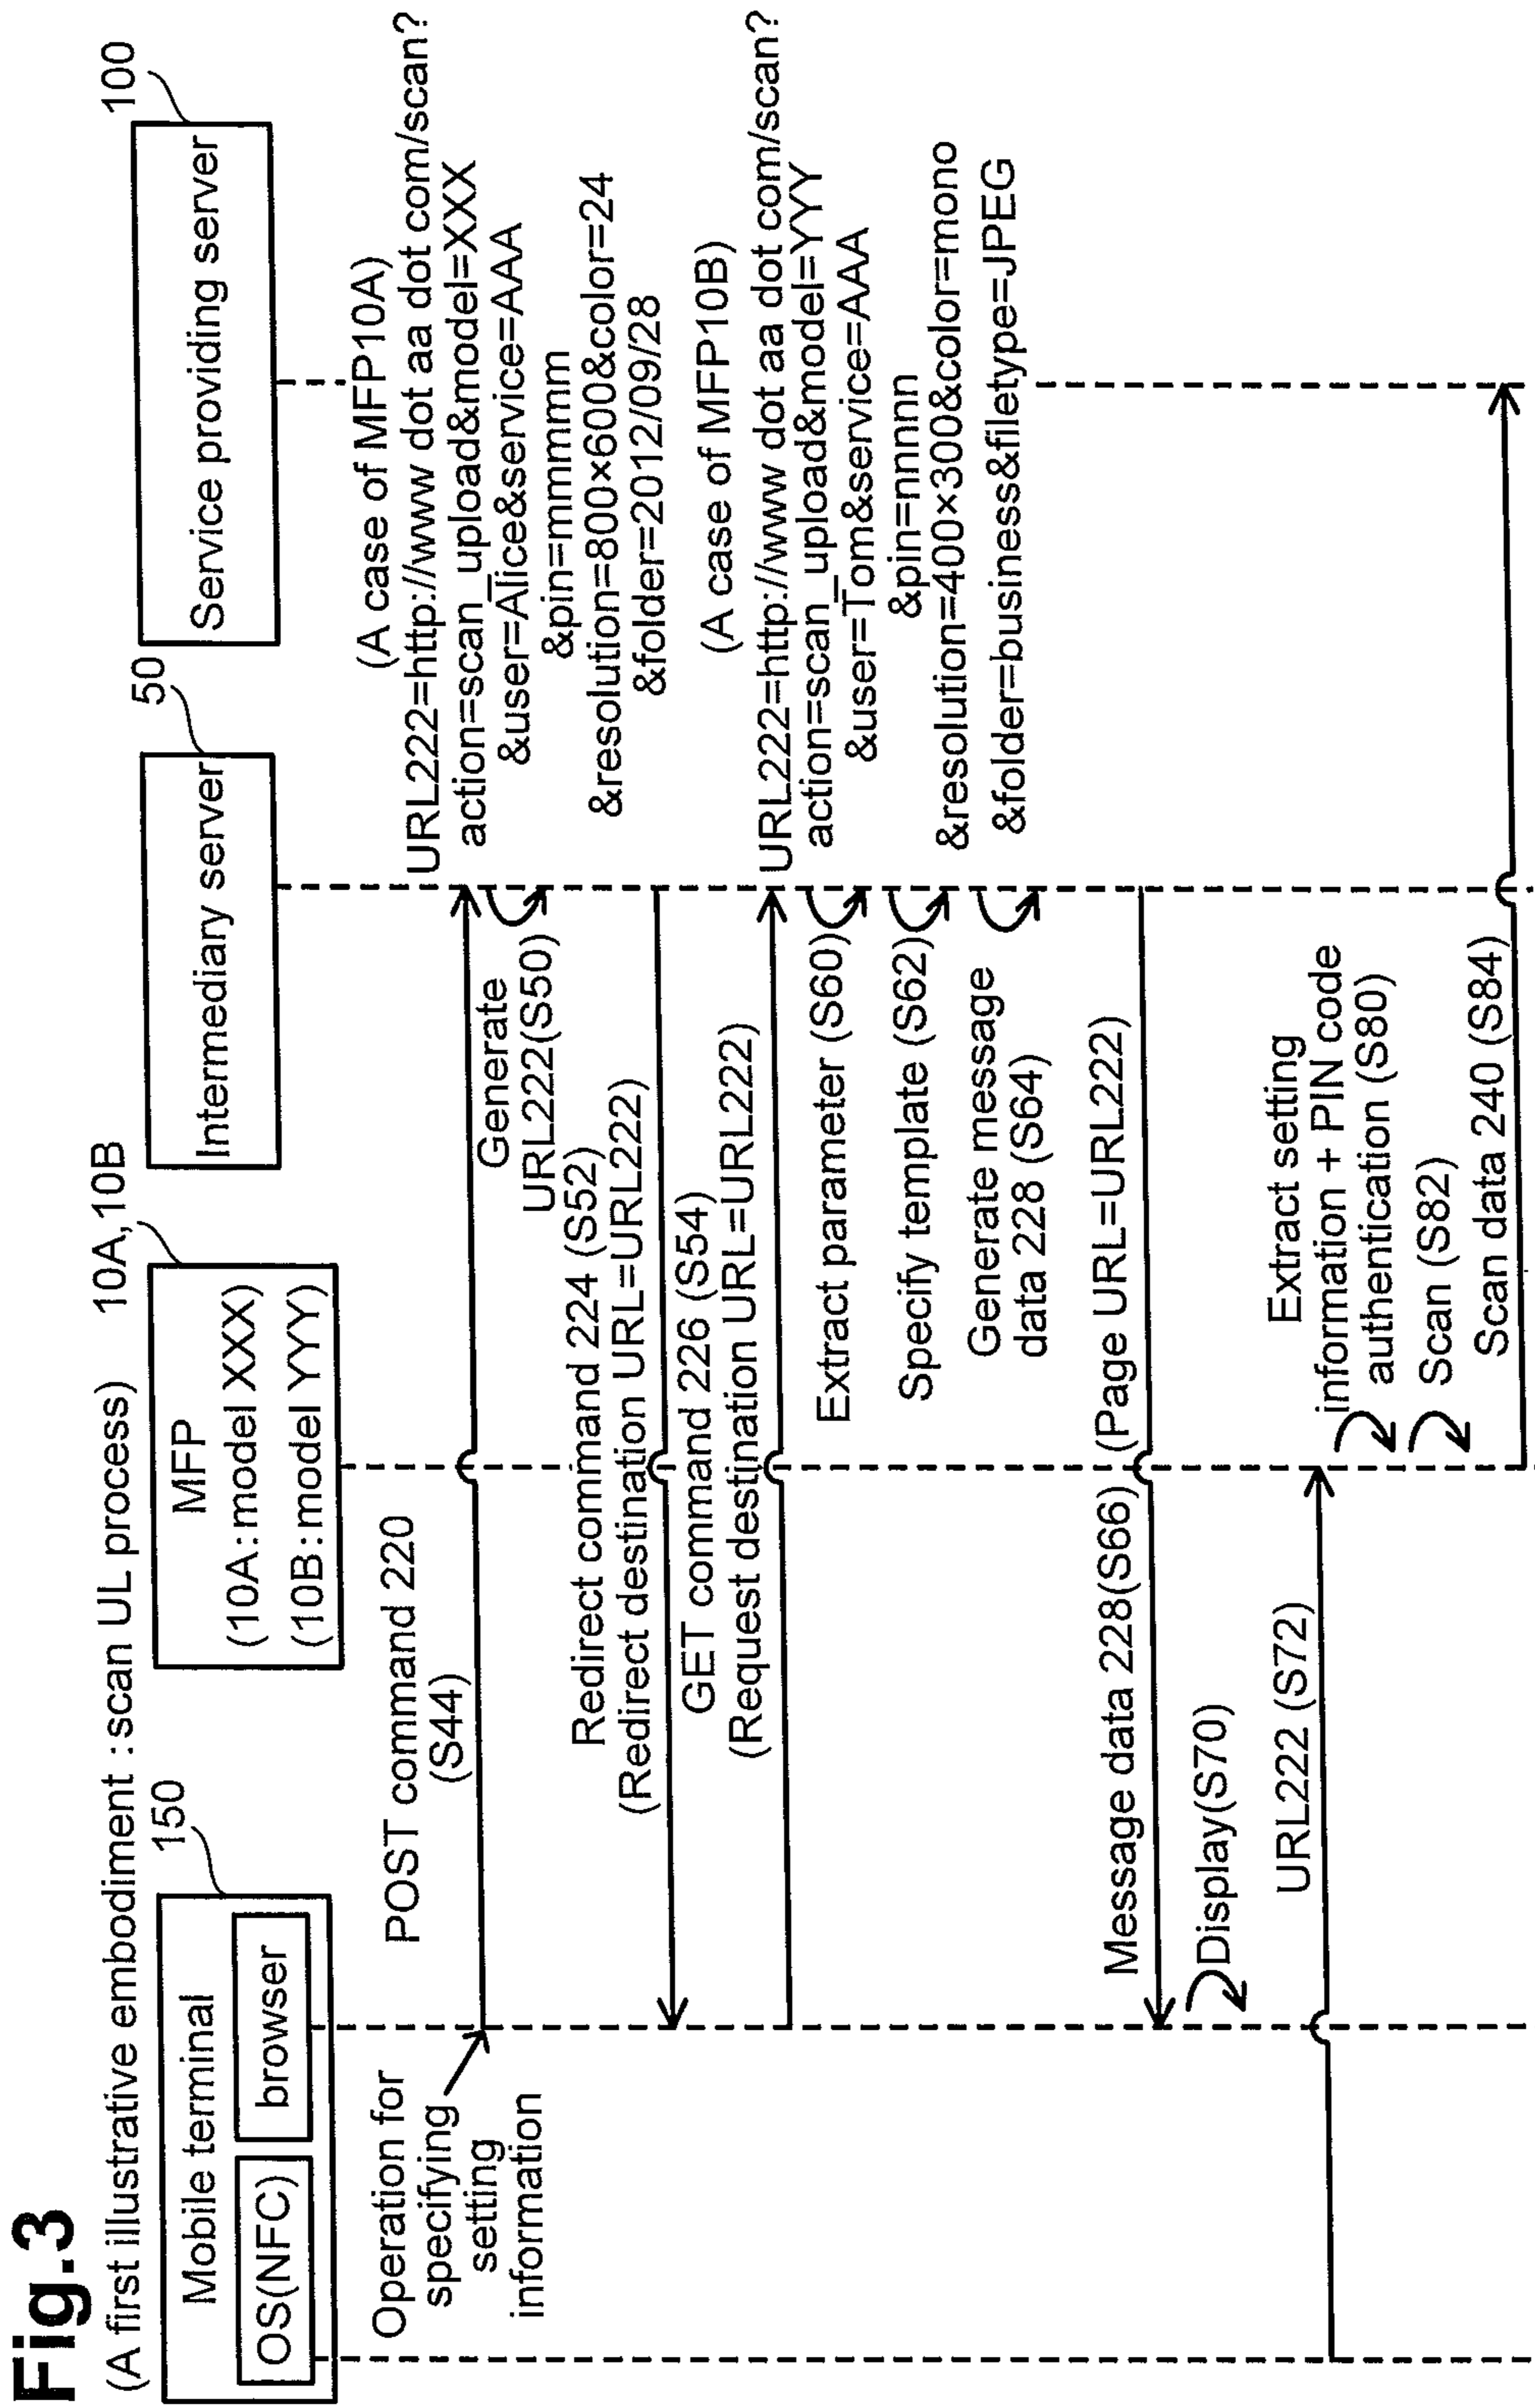 Fig.3
(A first illustrative embodiment : scan UL process)
150
Mobile terminal
OS(NFC)
browser
10A,10B
MFP
(10A:model XXX)
(10B:model YYY)
50
Intermediary server
100
Service providing server
Operation for
specifying
setting
information
POST command 220
(S44)
Generate
URL222(S50)
Redirect command 224 (S52)
(Redirect destination URL=URL222)
GET command 226 (S54)
(Request destination URL=URL222)
Extract parameter (S60)
Specify template (S62)
Generate message
data 228 (S64)
Message data 228(S66) (Page URL=URL222)
Display(S70)
URL222 (S72)
Extract setting
information + PIN code
authentication (S80)
Scan (S82)
Scan data 240 (S84)
(A case of MFP10A)
URL222=http://www dot aa dot com/scan?
action=scan_upload&model=XXX
&user=Alice&service=AAA
&pin=mmmm
&resolution=800×600&color=24
&folder=2012/09/28
(A case of MFP10B)
URL222=http://www dot aa dot com/scan?
action=scan_upload&model=YYY
&user=Tom&service=AAA
&pin=nnnn
&resolution=400×300&color=mono
&folder=business&filetype=JPEG